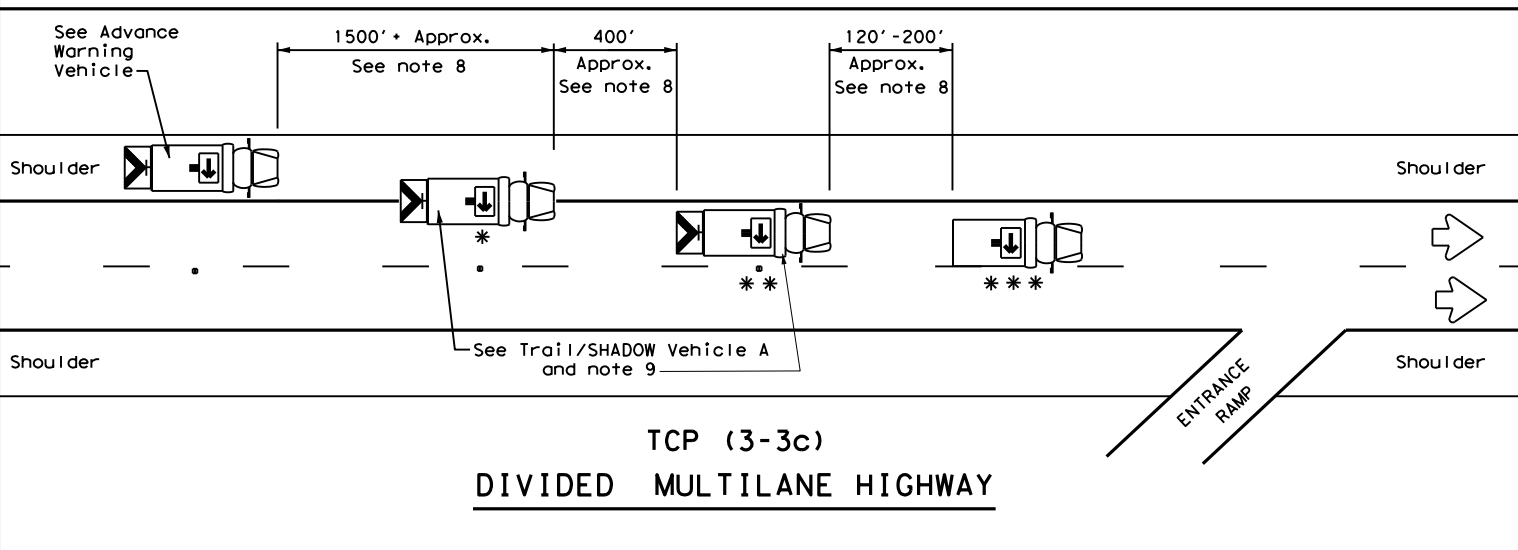 See Advance
Warning
Vehicle
1500'+ Approx.
See note 8
400'
Approx.
See note 8
120'-200'
Approx.
See note 8
Shoulder
Shoulder
*
* *
* * *
See Trail/SHADOW Vehicle A
and note 9
Shoulder
Shoulder
ENTRANCE
RAMP
TCP (3-3c)
DIVIDED MULTILANE HIGHWAY